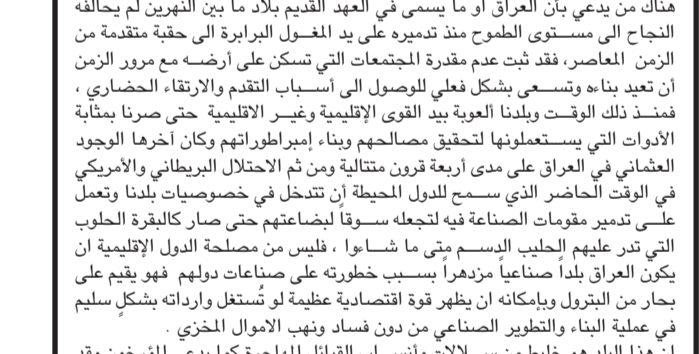 هناك من يدعي بأن العراق أو ما يسمى في العهد القديم بلاد ما بين النهرين لم يحالفه
النجاح الى مستوى الطموح منذ تدميره على يد المغول البرابرة الى حقبة متقدمة من
الزمن المعاصر، فقد ثبت عدم مقدرة المجتمعات التي تسكن على أرضه مع مرور الزمن
أن تعيد بناءه وتسعى بشكل فعلي للوصول الى أسباب التقدم والارتقاء الحضاري ،
فمنذ ذلك الوقت وبلدنا ألعوبة بيد القوى الإقليمية وغير الاقليمية حتى صرنا بمثابة
الأدوات التي يستعملونها لتحقيق مصالحهم وبناء إمبراطوراتهم وكان آخرها الوجود
العثماني في العراق على مدى أربعة قرون متتالية ومن ثم الاحتلال البريطاني والأمريكي
في الوقت الحاضر الذي سمح للدول المحيطة أن تتدخل في خصوصيات بلدنا وتعمل
على تدمير مقومات الصناعة فيه لتجعله سوقاً لبضاعتهم حتى صار كالبقرة الحلوب
التي تدر عليهم الحليب الدسم متى ما شاءوا ، فليس من مصلحة الدول الإقليمية ان
يكون العراق بلداً صناعياً مزدهراً بسبب خطورته على صناعات دولهم فهو يقيم على
بحار من البترول وبإمكانه ان يظهر قوة اقتصادية عظيمة لو تُستغل وارداته بشكلٍ سليم
في عملية البناء والتطوير الصناعي من دون فساد ونهب الاموال المخزي .